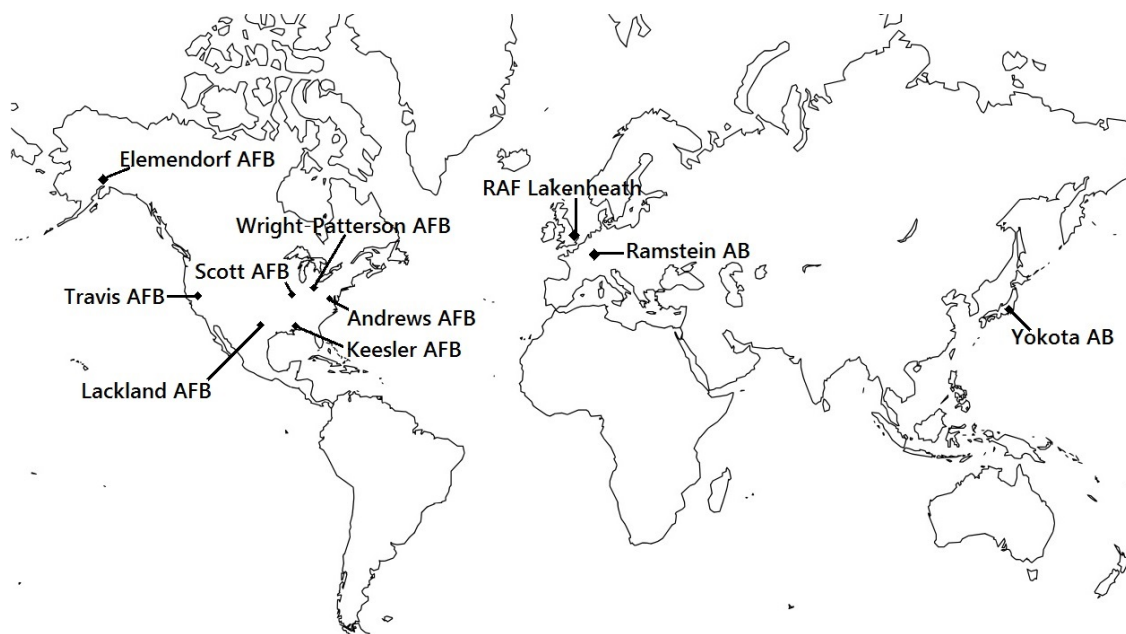 Elemendorf AFB
RAF Lakenheath
Wright-Patterson AFB
Ramstein AB
Scott AFB
Travis AFB
Andrews AFB
Yokota AB
Keesler AFB
Lackland AFB